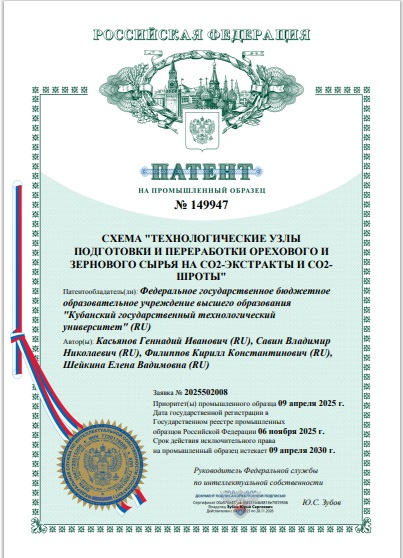 РОССИЙСКАЯ ФЕДЕРАЦИЯ
ПАТЕНТ
НА ПРОМЫШЛЕННЫЙ ОБРАЗЕЦ
№ 149947
СХЕМА "ТЕХНОЛОГИЧЕСКИЕ УЗЛЫ
ПОДГОТОВКИ И ПЕРЕРАБОТКИ ОРЕХОВОГО И
ЗЕРНОВОГО СЫРЬЯ НА СО2-ЭКСТРАКТЫ И СО2-
ШРОТЫ"
Патентообладатель(ли): Федеральное государственное бюджетное
образовательное учреждение высшего образования
"Кубанский государственный технологический
университет" (RU)
Автор(ы): Касьянов Геннадий Иванович (RU), Савин Владимир
Николаевич (RU), Филиппов Кирилл Константинович (RU),
Шейкина Елена Вадимовна (RU)
Заявка № 2025502008
Приоритет(ы) промышленного образца 09 апреля 2025 г.
Дата государственной регистрации в
Государственном реестре промышленных
образцов Российской Федерации 06 ноября 2025 г.
Срок действия исключительного права
на промышленный образец истекает 09 апреля 2030 г.
Руководитель Федеральной службы
по интеллектуальной собственности
ДОКУМЕНТ ПОДПИСАН ЭЛЕКТРОННОЙ ПОДПИСЬЮ
Сертификат
Владелец Зубов Юрий Сергеевич
Ю.С. Зубов